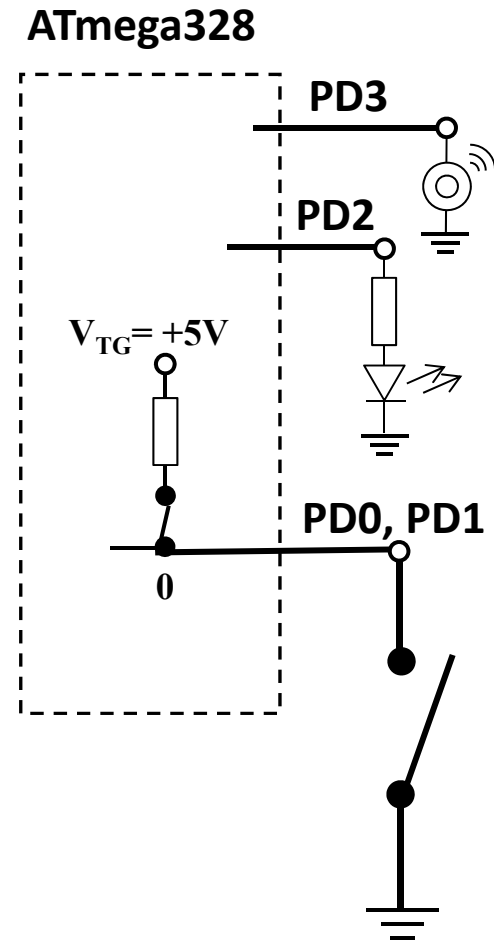 ATmega328
PD3
PD2
VTG= +5V
PD0, PD1
0